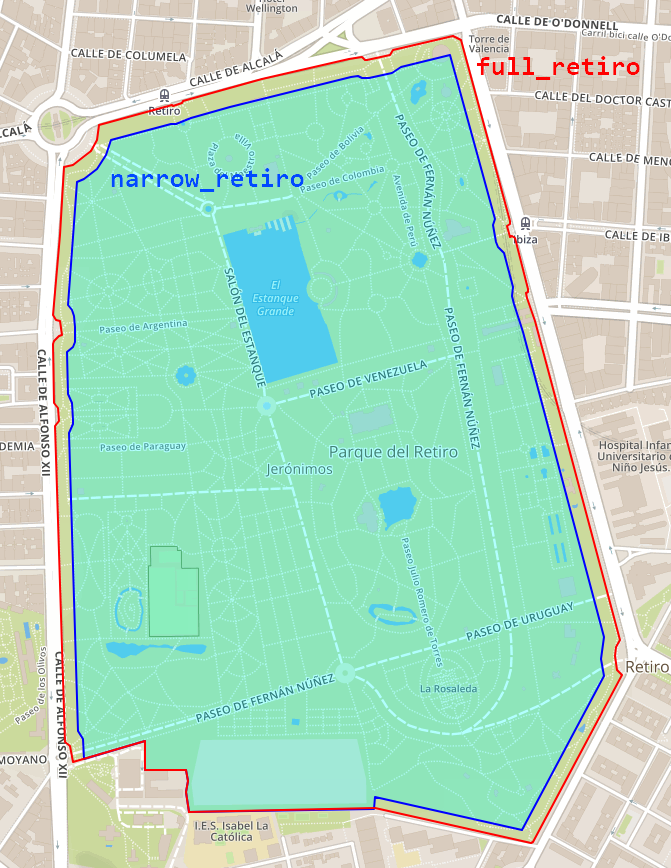 Hotel
Wellington
CALLE DE O'DONNELL
Torre de
Valencia
Carril bici calle O'Do
CALLE DE COLUMELA
CALLE DE ALCALÁ
full_retiro
CALLE DEL DOCTOR CAST
Retiro
ALCALÁ
PASEO DE FERNÁN NÚÑEZ
Villa
Paseo de Bolivia
CALLE DE MENO
Paseo de Colombia
narrow_retiro
Avenida de Perú
Ibiza
CALLE DE IB
SALÓN DEL ESTANQUE
El
Estanque
Grande
PASEO DE FERNÁN NÚÑEZ
Paseo de Argentina
CALLE DE ALFONSO XII
PASEO DE VENEZUELA
Paseo de Paraguay
DEMIA
Parque del Retiro
Jerónimos
Hospital Infan
Universitario
Niño Jesús.
Paseo Julio Romero de Torres
PASEO DE URUGUAY
Paseo de los Olivos
CALLE DE ALFONSO XII
Retiro
PASEO DE FERNÁN NÚÑEZ
La Rosaleda
MOYANO
I.E.S. Isabel La
Católica